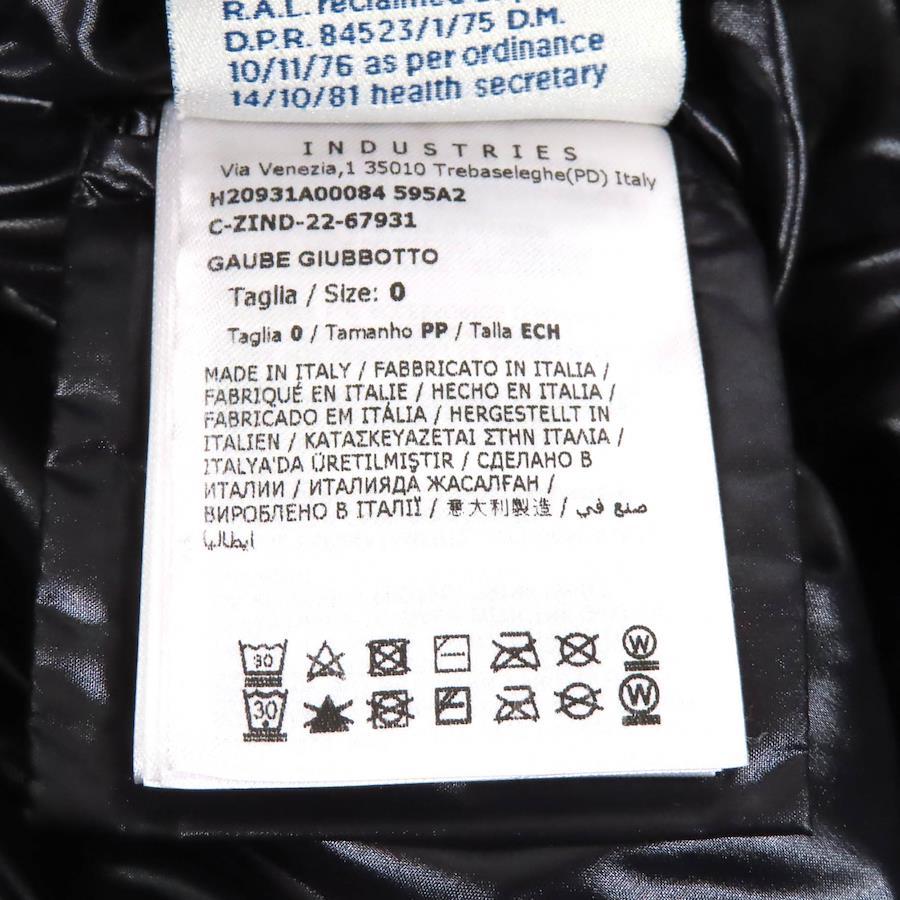 R.A.L. reclaimed
D.P.R. 84523/1/75 D.M.
10/11/76 as per ordinance
14/10/81 health secretary
INDUSTRIES
Via Venezia,1 35010 Trebaseleghe(PD) Italy
H20931A00084 595A2
C-ZIND-22-67931
GAUBE GIUBBOTTO
Taglia / Size: 0
Taglia 0 / Tamanho PP / Talla ECH
MADE IN ITALY / FABBRICATO IN ITALIA /
FABRIQUÉ EN ITALIE / HECHO EN ITALIA /
FABRICADO EM ITÁLIA / HERGESTELLT IN
ITALIEN / ΚΑΤΑΣΚΕΥΑΖΕΤΑΙ ΣΤΗΝ ΙΤΑΛΙΑ /
ITALYA'DA ÜRETILMIŞTIR / СДЕЛАНО В
ИТАЛИИ / ИТАЛИЯДА ЖАСАЛҒАН /
ВИРОБЛЕНО В ІТАЛІЇ / 意大利製造 / صنع في
إيطاليا
30 W
30 W